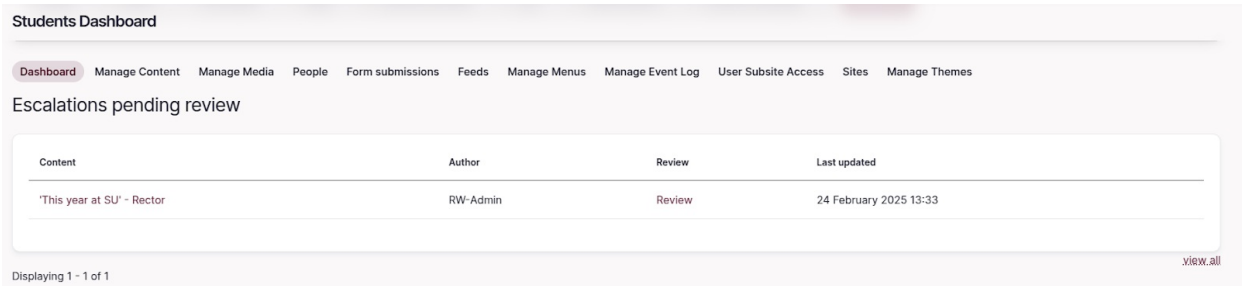 Students Dashboard
Dashboard Manage Content Manage Media People Form submissions Feeds Manage Menus Manage Event Log User Subsite Access Sites Manage Themes
Escalations pending review
Content Author Review Last updated
'This year at SU' - Rector RW-Admin Review 24 February 2025 13:33
view all
Displaying 1 - 1 of 1